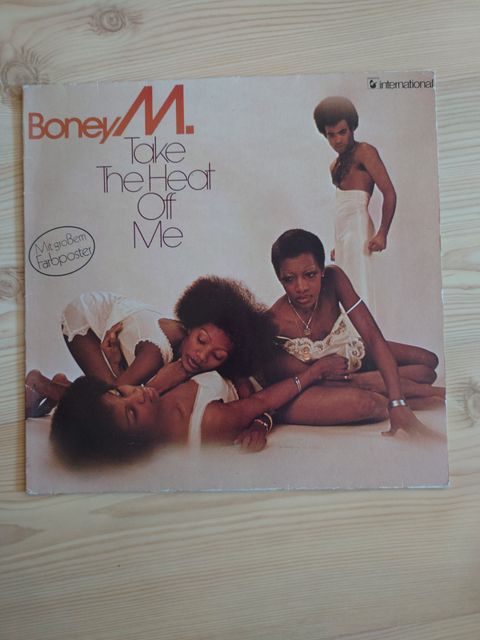 Boney M.
international
Take
The Heat
Off
Me
Mit großem
Farbposter